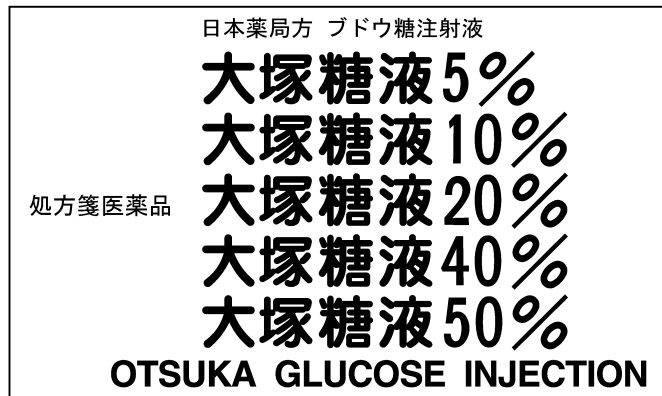 日本薬局方 ブドウ糖注射液
大塚糖液5%
大塚糖液10%
処方箋医薬品
大塚糖液20%
大塚糖液40%
大塚糖液50%
OTSUKA GLUCOSE INJECTION